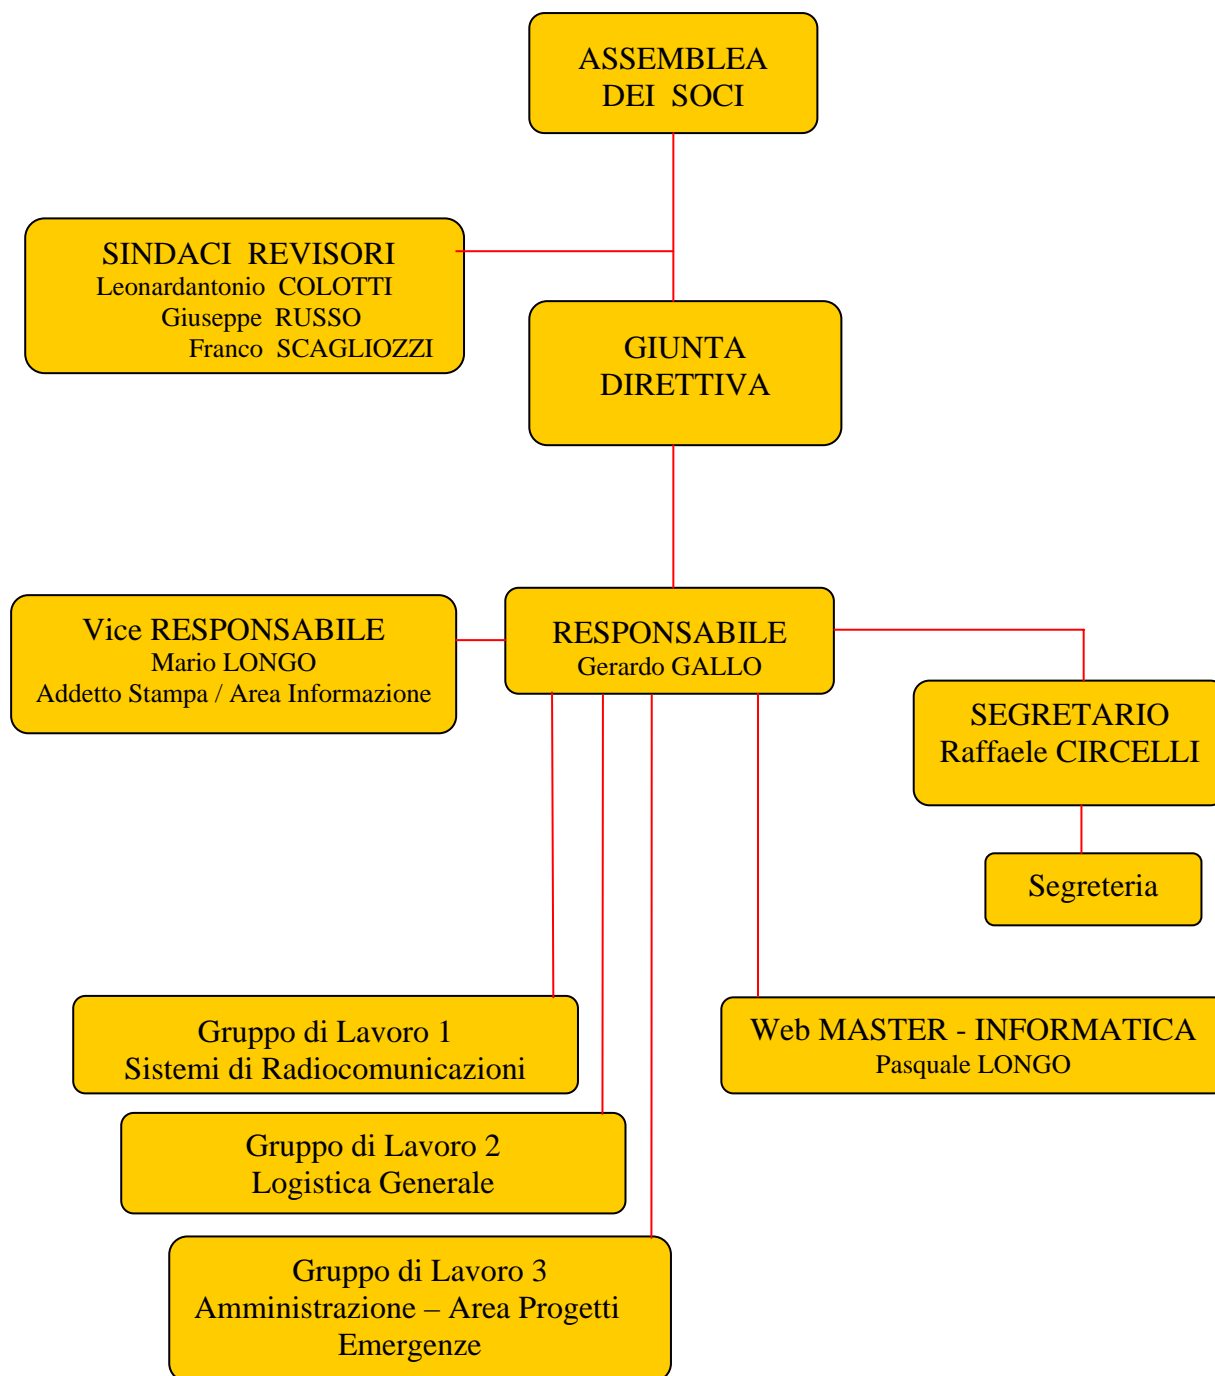 ASSEMBLEA
DEI SOCI
SINDACI REVISORI
Leonardantonio COLOTTI
Giuseppe RUSSO
Franco SCAGLIOZZI
GIUNTA
DIRETTIVA
Vice RESPONSABILE
Mario LONGO
Addetto Stampa / Area Informazione
RESPONSABILE
Gerardo GALLO
SEGRETARIO
Raffaele CIRCELLI
Segreteria
Gruppo di Lavoro 1
Sistemi di Radiocomunicazioni
Web MASTER - INFORMATICA
Pasquale LONGO
Gruppo di Lavoro 2
Logistica Generale
Gruppo di Lavoro 3
Amministrazione – Area Progetti
Emergenze